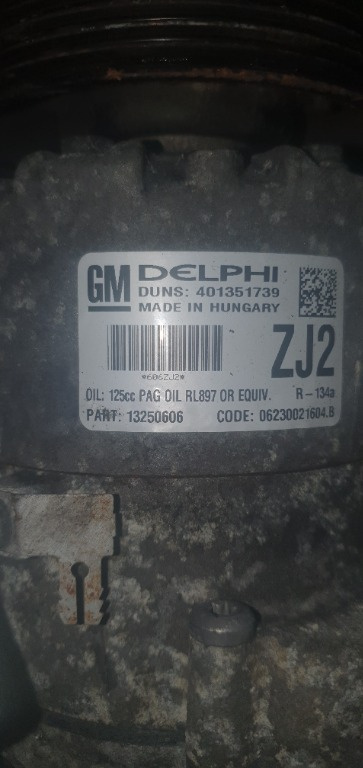 GM DELPHI
DUNS: 401351739
MADE IN HUNGARY
*606ZJ2*
ZJ2
OIL: 125cc PAG OIL RL897 OR EQUIV. R-134a
PART: 13250606 CODE: 06230021604.B